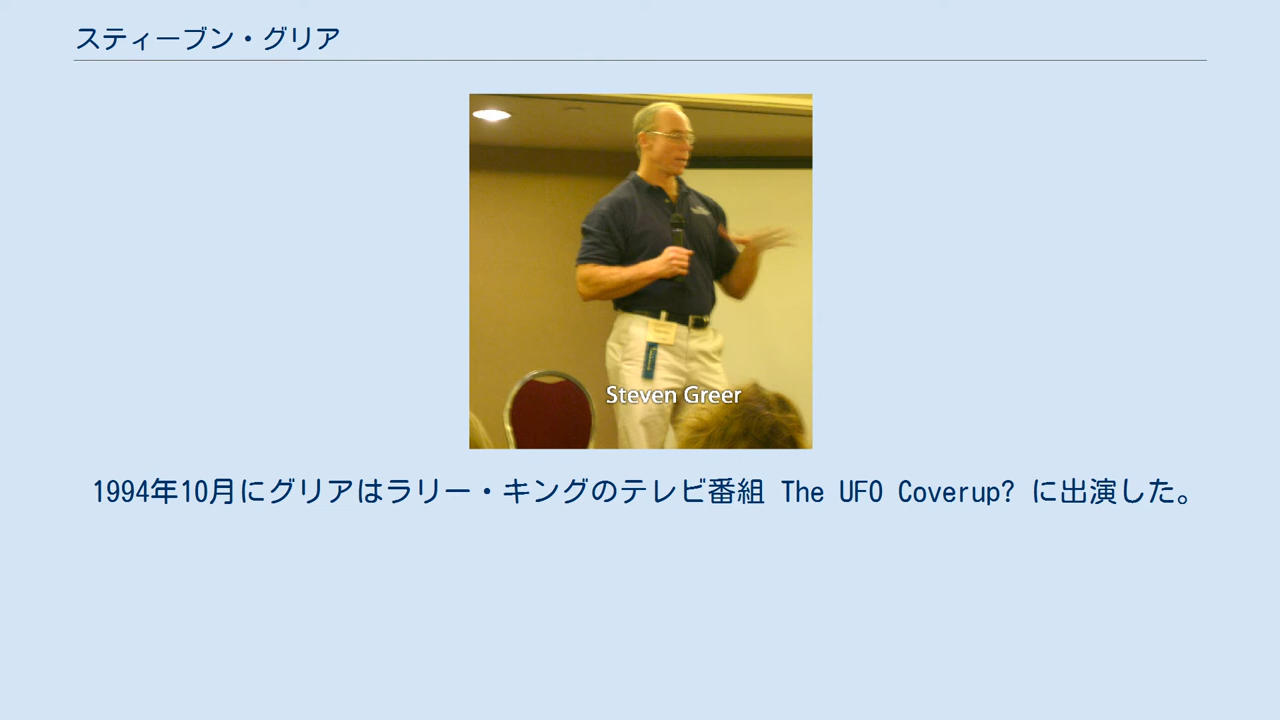 スティーブン・グリア
Steven Greer
1994年10月にグリアはラリー・キングのテレビ番組 The UFO Coverup? に出演した。